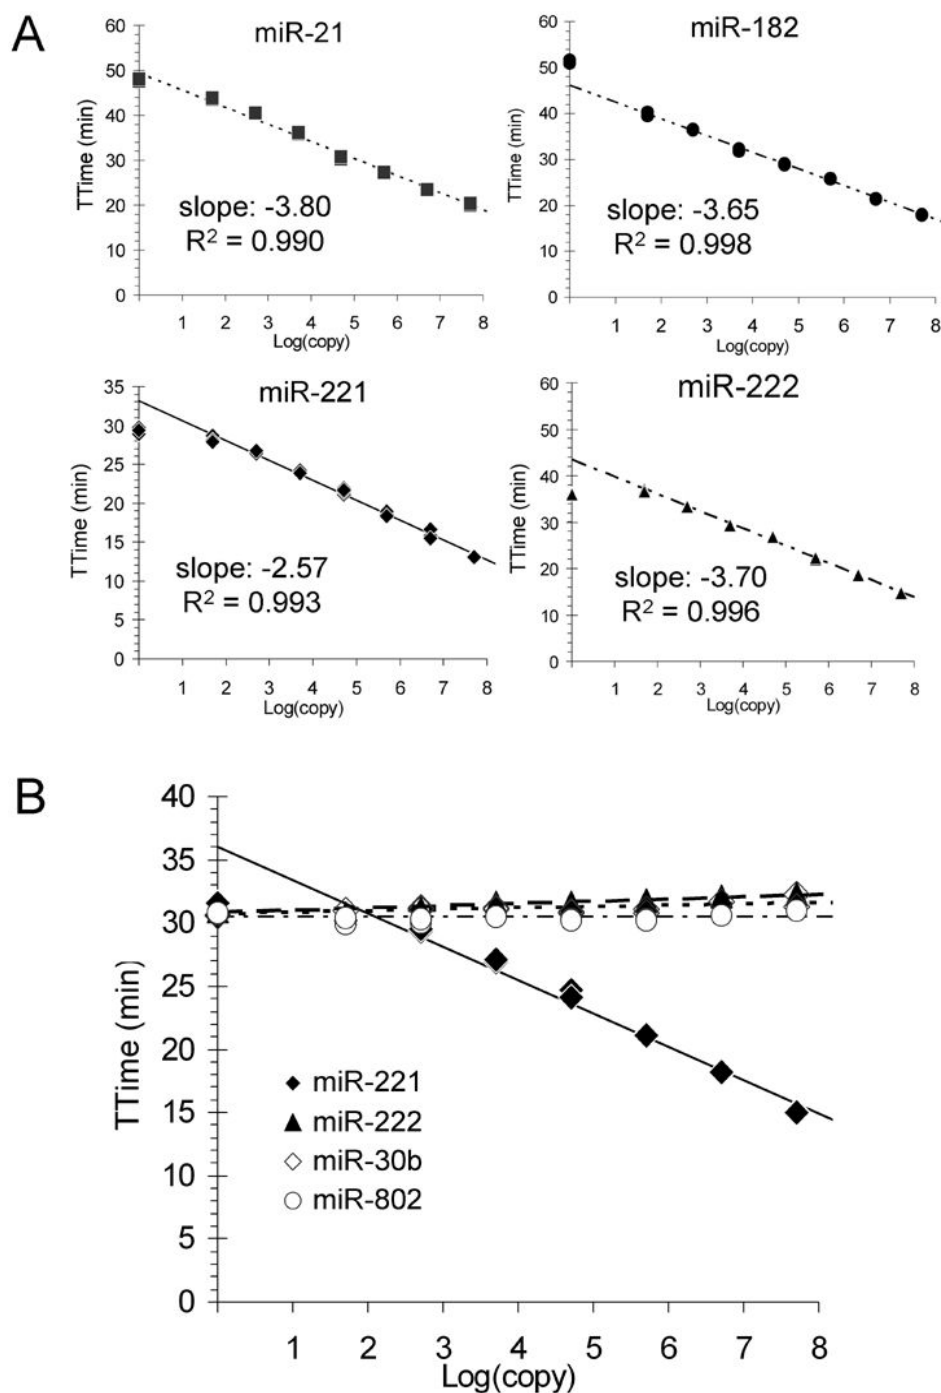 A
miR-21
TTime (min)
60
50
40
30
20
10
0
slope: -3.80
R² = 0.990
1 2 3 4 5 6 7 8
Log(copy)
miR-182
TTime (min)
60
50
40
30
20
10
0
slope: -3.65
R² = 0.998
1 2 3 4 5 6 7 8
Log(copy)
miR-221
TTime (min)
35
30
25
20
15
10
5
0
slope: -2.57
R² = 0.993
1 2 3 4 5 6 7 8
Log(copy)
miR-222
TTime (min)
60
50
40
30
20
10
0
slope: -3.70
R² = 0.996
1 2 3 4 5 6 7 8
Log(copy)
B
TTime (min)
40
35
30
25
20
15
10
5
0
miR-221
miR-222
miR-30b
miR-802
1 2 3 4 5 6 7 8
Log(copy)